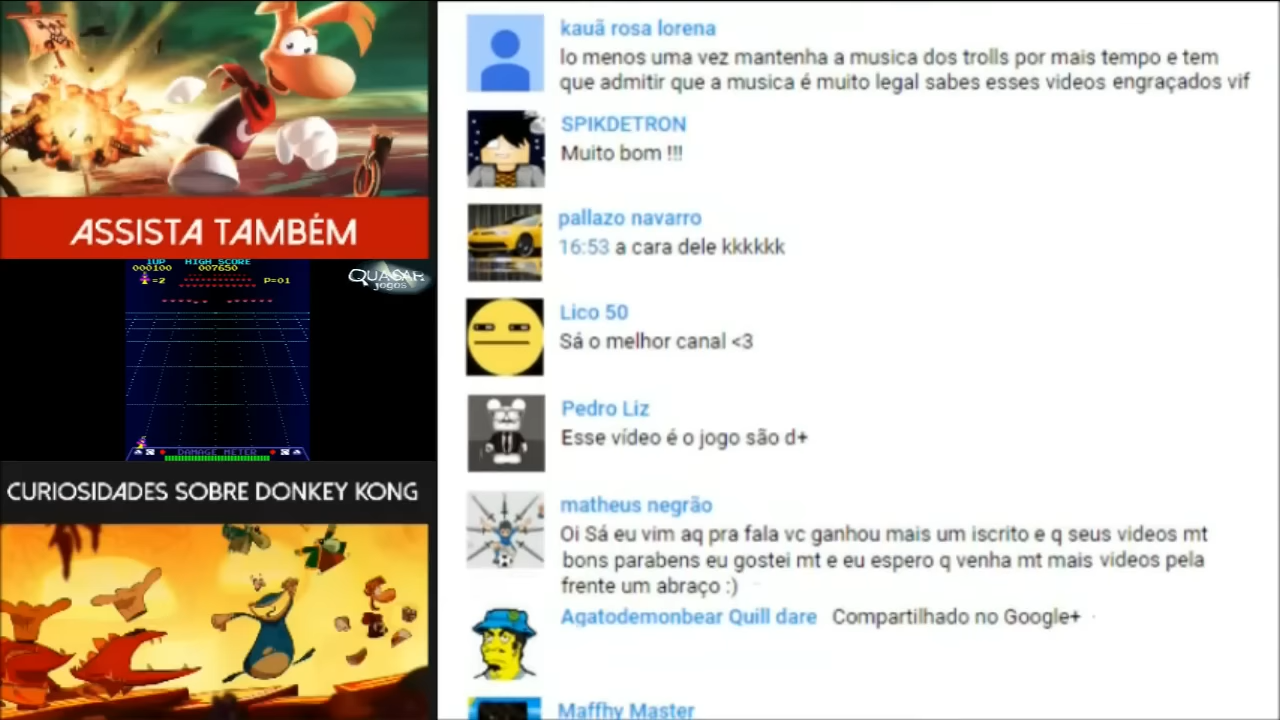 ASSISTA TAMBÉM
1UP HIGH SCORE
000100 007650
=2 P=01
QUASAR
JOGOS
DAMAGE METER
CURIOSIDADES SOBRE DONKEY KONG
kauã rosa lorena
lo menos uma vez mantenha a musica dos trolls por mais tempo e tem
que admitir que a musica é muito legal sabes esses videos engraçados vif
SPIKDETRON
Muito bom !!!
pallazo navarro
16:53 a cara dele kkkkkk
Lico 50
Sá o melhor canal <3
Pedro Liz
Esse vídeo é o jogo são d+
matheus negrão
Oi Sá eu vim aq pra fala vc ganhou mais um iscrito e q seus videos mt
bons parabens eu gostei mt e eu espero q venha mt mais videos pela
frente um abraço :)
Agatodemonbear Quill dare Compartilhado no Google+
Maffhy Master